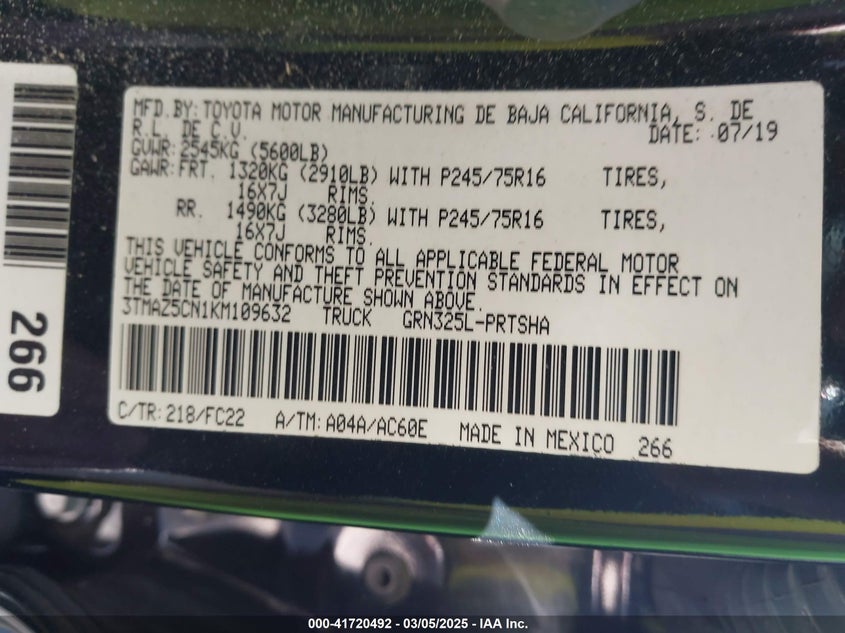 MFD.BY: TOYOTA MOTOR MANUFACTURING DE BAJA CALIFORNIA, S. DE
R.L. DE C.V.
DATE: 07/19
GVWR: 2545KG (5600LB)
GAWR: FRT. 1320KG (2910LB) WITH P245/75R16 TIRES,
16X7J RIMS.
RR. 1490KG (3280LB) WITH P245/75R16 TIRES,
16X7J RIMS.
THIS VEHICLE CONFORMS TO ALL APPLICABLE FEDERAL MOTOR
VEHICLE SAFETY AND THEFT PREVENTION STANDARDS IN EFFECT ON
THE DATE OF MANUFACTURE SHOWN ABOVE.
3TMAZ5CN1KM109632 TRUCK GRN325L-PRTSHA
C/TR: 218/FC22 A/TM: A04A/AC60E MADE IN MEXICO 266
266
000-41720492 - 03/05/2025 - IAA Inc.